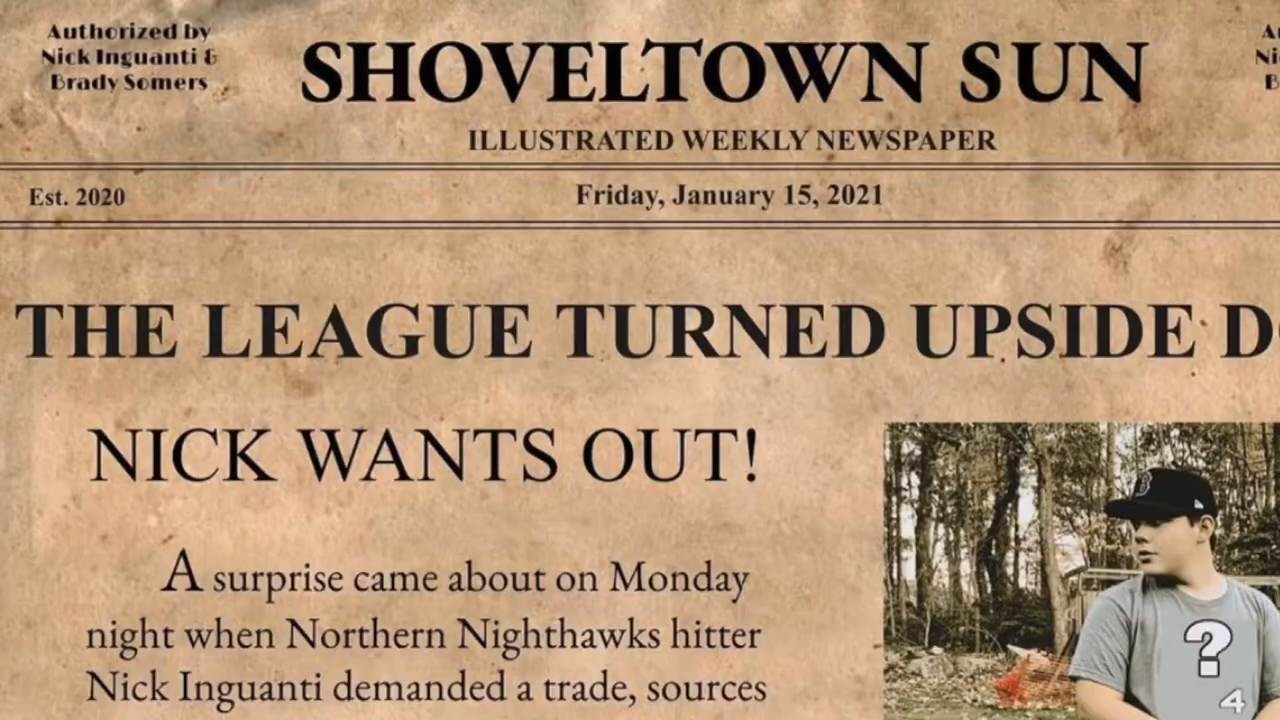 Authorized by
Nick Inguanti &
Brady Somers
SHOVELTOWN SUN
ILLUSTRATED WEEKLY NEWSPAPER
Est. 2020
Friday, January 15, 2021
THE LEAGUE TURNED UPSIDE D
NICK WANTS OUT!
A surprise came about on Monday
night when Northern Nighthawks hitter
Nick Inguanti demanded a trade, sources
B
?
4